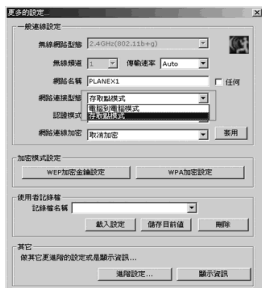 更多的設定
一般連線設定
無線網路型態 2.4GHz(802.11b+g)
無線頻道 1 傳輸速率 Auto
網路名稱 PLANEX1 任何
網路連接型態 存取點模式
電腦到電腦模式
認證模式 存取點模式
網路連線加密 取消加密 套用
加密模式設定
WEP加密金鑰設定 WPA加密設定
使用者記錄檔
記錄檔名稱
載入設定 儲存目前值 刪除
其它
做其它更進階的設定或是顯示資訊...
進階設定... 顯示資訊